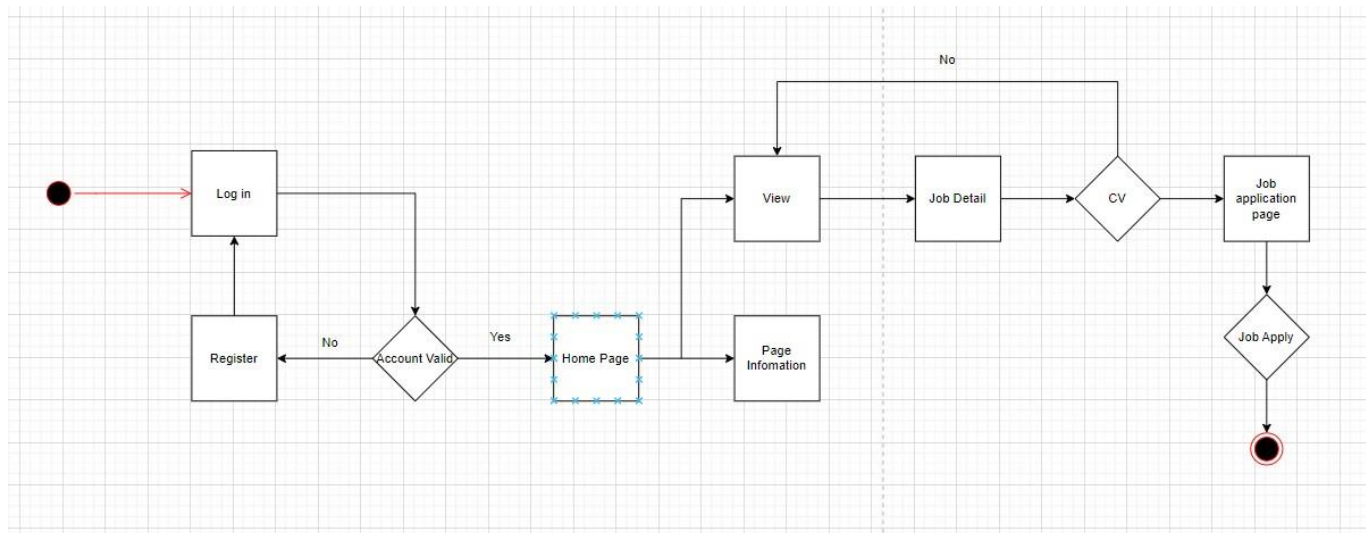 No
Log in
View
Job Detail
CV
Job
application
page
Register
No
Account Valid
Yes
Home Page
Page
Infomation
Job Apply